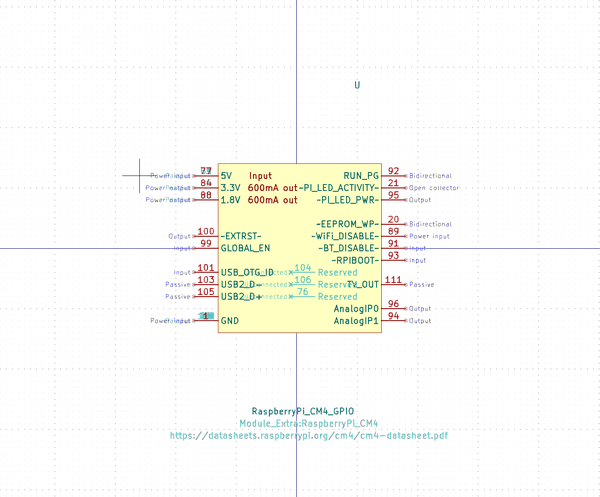 U
77 5V Input RUN_PG 92 Bidirectional
Power output 84 3.3V 600mA out -PI_LED_ACTIVITY- 21 Open collector
Power output 88 1.8V 600mA out -PI_LED_PWR- 95 Output
-EEPROM_WP- 20 Bidirectional
Output 100 -EXTRST- -WiFi_DISABLE- 89 Power input
Input 99 GLOBAL_EN -BT_DISABLE- 91 Input
-RPIBOOT- 93 Input
Input 101 USB_OTG_ID 104 Reserved
Passive 103 USB2_D- 106 Reserved TV_OUT 111 Passive
Passive 105 USB2_D+ 76 Reserved
AnalogIP0 96 Output
Power input 1 GND AnalogIP1 94 Output
RaspberryPi_CM4_GPIO
Module_Extra:RaspberryPi_CM4
https://datasheets.raspberrypi.org/cm4/cm4-datasheet.pdf